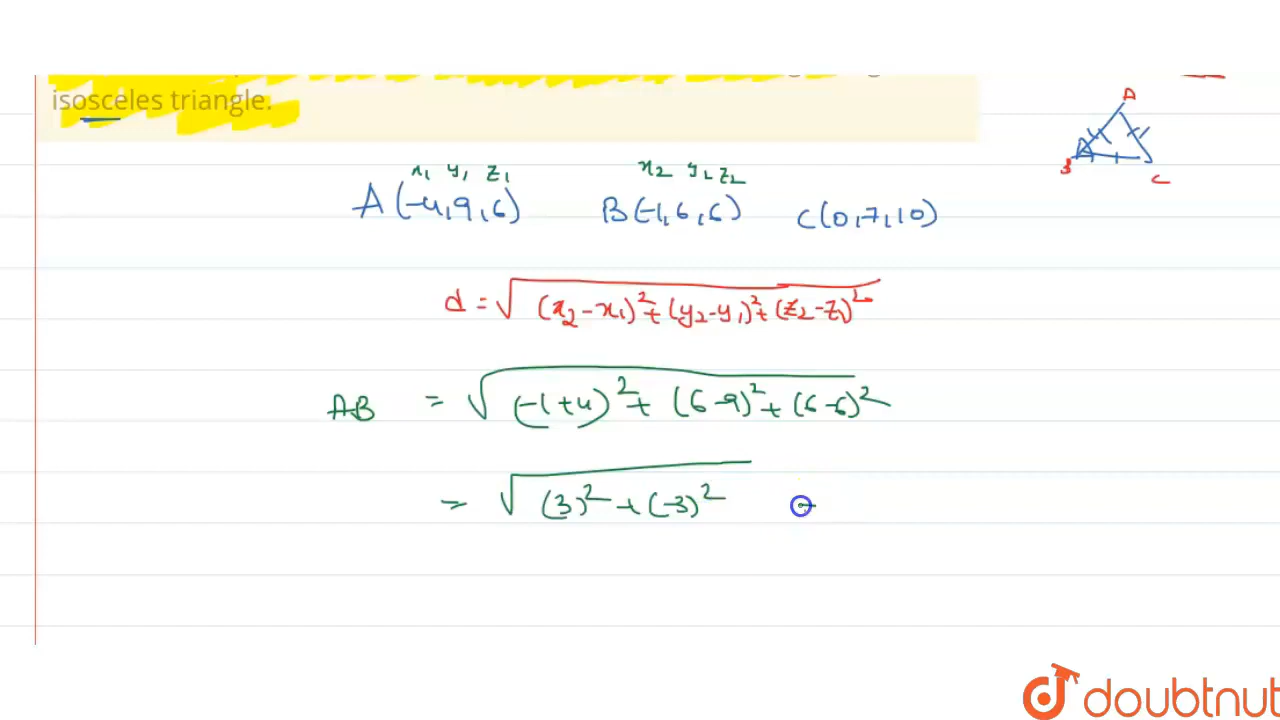 isosceles triangle.
A
B C
x₁ y₁ z₁ x₂ y₂ z₂
A(-4,9,6) B(-1,6,6) C(0,7,10)
d = √((x₂-x₁)²+(y₂-y₁)²+(z₂-z₁)²)
AB = √((-1+4)²+(6-9)²+(6-6)²)
= √((3)²+(-3)²) =
doubtnut